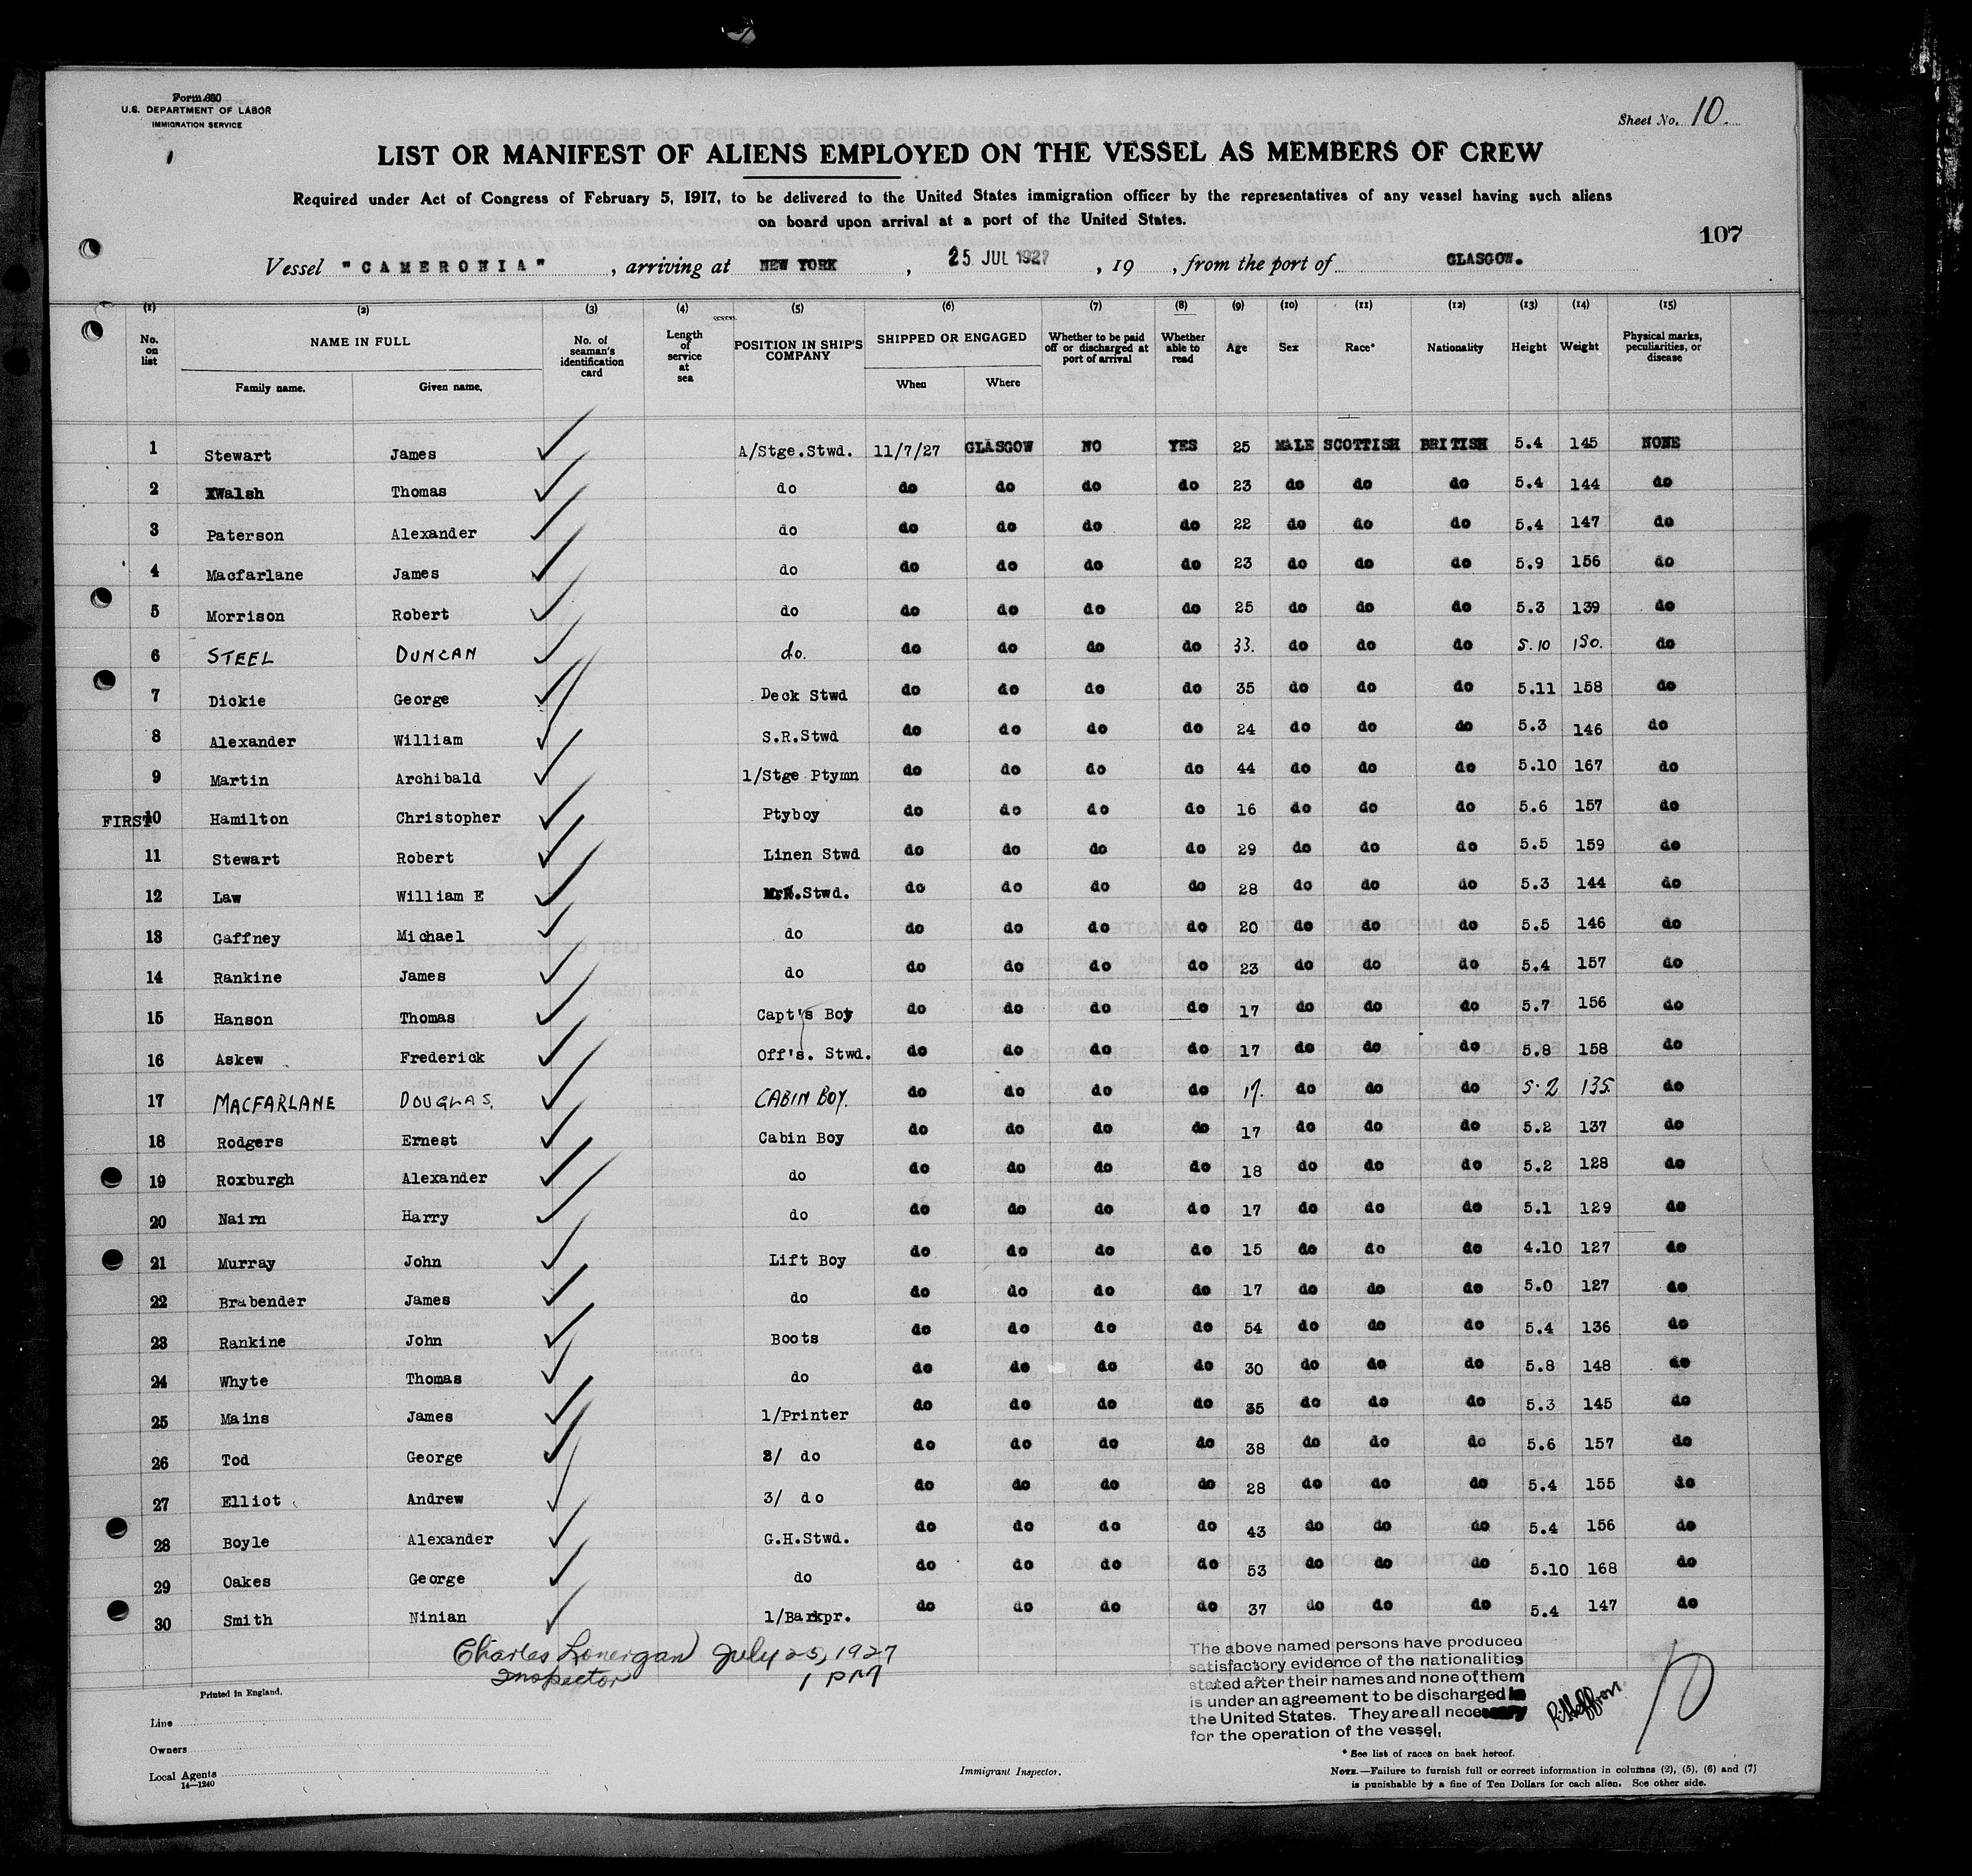 Form 680
U.S. DEPARTMENT OF LABOR
IMMIGRATION SERVICE
Sheet No. 10.
LIST OR MANIFEST OF ALIENS EMPLOYED ON THE VESSEL AS MEMBERS OF CREW
Required under Act of Congress of February 5, 1917, to be delivered to the United States immigration officer by the representatives of any vessel having such aliens
on board upon arrival at a port of the United States.
107
Vessel "CAMERONIA", arriving at NEW YORK, 25 JUL 1927, 19 , from the port of GLASGOW.
(1) (2) (3) (4) (5) (6) (7) (8) (9) (10) (11) (12) (13) (14) (15)
No. on list NAME IN FULL Family name. Given name. No. of seaman's identification card Length of service at sea POSITION IN SHIP'S COMPANY SHIPPED OR ENGAGED When Where Whether to be paid off or discharged at port of arrival Whether able to read Age Sex Race* Nationality Height Weight Physical marks, peculiarities, or disease
1 Stewart James A/Stge.Stwd. 11/7/27 GLASGOW NO YES 25 MALE SCOTTISH BRITISH 5.4 145 NONE
2 Walsh Thomas do do do do do 23 do do do 5.4 144 do
3 Paterson Alexander do do do do do 22 do do do 5.4 147 do
4 Macfarlane James do do do do do 23 do do do 5.9 156 do
5 Morrison Robert do do do do do 25 do do do 5.3 139 do
6 STEEL DUNCAN do. do do do do 33. do do do 5.10 150. do
7 Dickie George Deck Stwd do do do do 35 do do do 5.11 158 do
8 Alexander William S.R.Stwd do do do do 24 do do do 5.3 146 do
9 Martin Archibald 1/Stge Ptymn do do do do 44 do do do 5.10 167 do
FIRST 10 Hamilton Christopher Ptyboy do do do do 16 do do do 5.6 157 do
11 Stewart Robert Linen Stwd do do do do 29 do do do 5.5 159 do
12 Law William E M.R.Stwd. do do do do 28 do do do 5.3 144 do
13 Gaffney Michael do do do do do 20 do do do 5.5 146 do
14 Rankine James do do do do do 23 do do do 5.4 157 do
15 Hanson Thomas Capt's Boy do do do do 17 do do do 5.7 156 do
16 Askew Frederick Off's. Stwd. do do do do 17 do do do 5.8 158 do
17 MACFARLANE DOUGLAS. CABIN BOY. do do do do 17. do do do 5.2 135. do
18 Rodgers Ernest Cabin Boy do do do do 17 do do do 5.2 137 do
19 Roxburgh Alexander do do do do do 18 do do do 5.2 128 do
20 Nairn Harry do do do do do 17 do do do 5.1 129 do
21 Murray John Lift Boy do do do do 15 do do do 4.10 127 do
22 Brabender James do do do do do 17 do do do 5.0 127 do
23 Rankine John Boots do do do do 54 do do do 5.4 136 do
24 Whyte Thomas do do do do do 30 do do do 5.8 148 do
25 Mains James 1/Printer do do do do 35 do do do 5.3 145 do
26 Tod George 2/ do do do do do 38 do do do 5.6 157 do
27 Elliot Andrew 3/ do do do do do 28 do do do 5.4 155 do
28 Boyle Alexander G.H.Stwd. do do do do 43 do do do 5.4 156 do
29 Oakes George do do do do do 53 do do do 5.10 168 do
30 Smith Ninian 1/Barkpr. do do do do 37 do do do 5.4 147 do
Charles Lonergan July 25, 1927
Inspector 1 PM
The above named persons have produced
satisfactory evidence of the nationalities
stated after their names and none of them
is under an agreement to be discharged in
the United States. They are all necessary
for the operation of the vessel.
10
Printed in England.
Line
Owners
Local Agents
14—1240
Immigrant Inspector.
* See list of races on back hereof.
NOTE.—Failure to furnish full or correct information in columns (2), (5), (6) and (7)
is punishable by a fine of Ten Dollars for each alien. See other side.